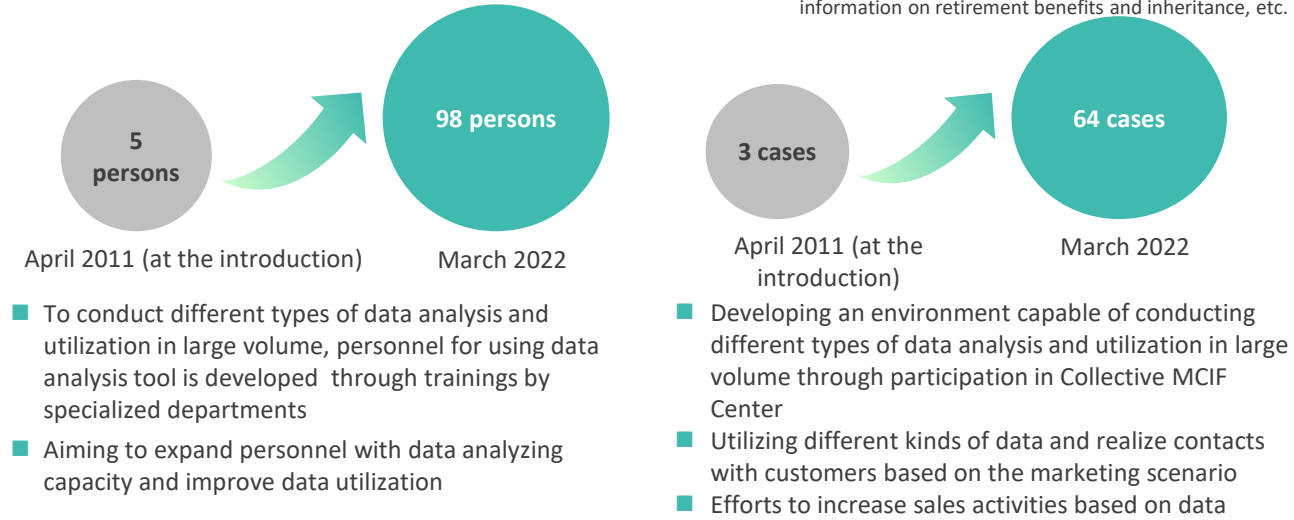 information on retirement benefits and inheritance, etc.
5
persons
98 persons
April 2011 (at the introduction)
March 2022
■ To conduct different types of data analysis and
utilization in large volume, personnel for using data
analysis tool is developed through trainings by
specialized departments
■ Aiming to expand personnel with data analyzing
capacity and improve data utilization
3 cases
64 cases
April 2011 (at the
introduction)
March 2022
■ Developing an environment capable of conducting
different types of data analysis and utilization in large
volume through participation in Collective MCIF
Center
■ Utilizing different kinds of data and realize contacts
with customers based on the marketing scenario
■ Efforts to increase sales activities based on data